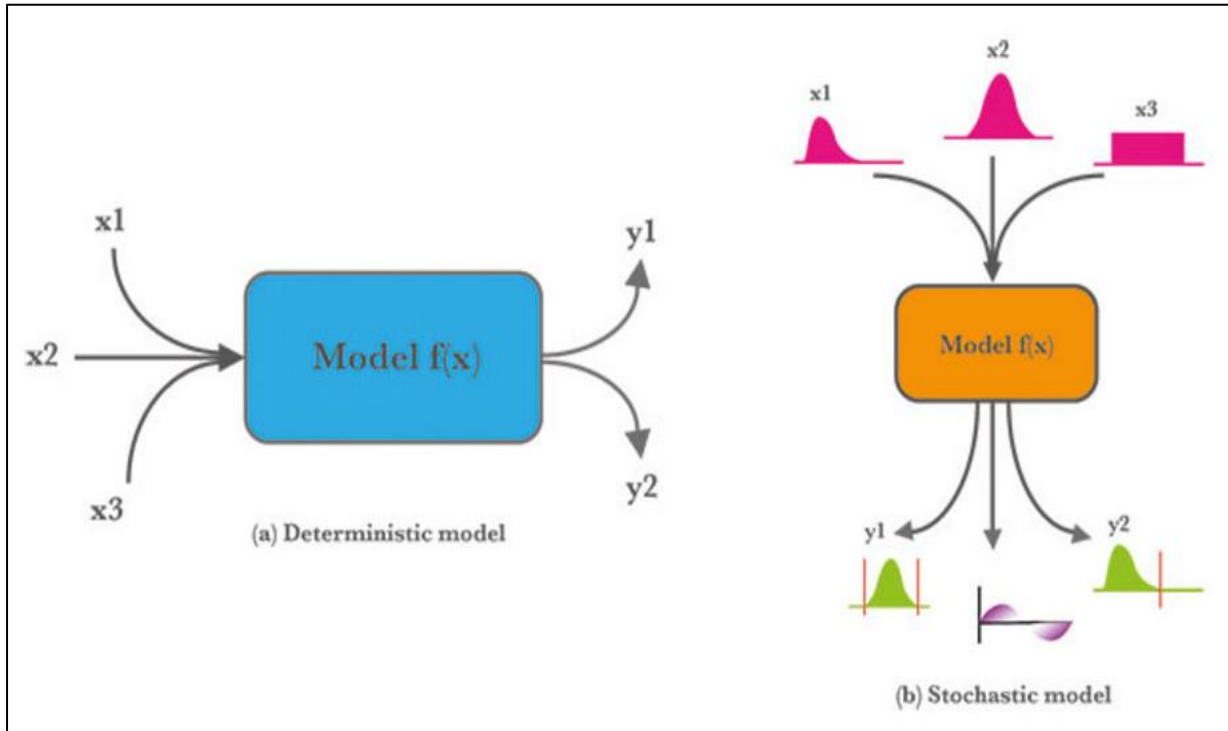 x1
x2
x3
Model f(x)
y1
y2
(a) Deterministic model
x1
x2
x3
Model f(x)
y1
y2
(b) Stochastic model